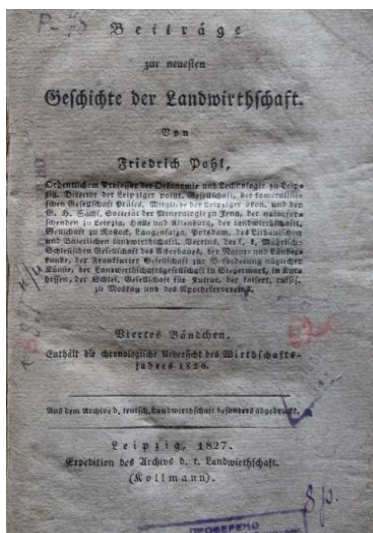 Beiträge
zur neuesten
Geschichte der Landwirthschaft.
Von
Friedrich Pohl,
Ordentlichem Professor der Oekonomie und Technologie zu Leip-
zig, Director der Leipziger polyt. Gesellschaft, der kameralisti-
schen Gesellschaft Präses, Mitgliede der Leipz. ökon. und der
G. H. Sächs. Societät der Mineralogie zu Jena, der naturfor-
schenden zu Leipzig, Halle und Altenburg, der landwirthschaftl.
Gesellschaft zu Rostock, Langensalza, Potsdam, des
und Baierischen landwirthschaftl. Vereins, der k. k. Mährisch-
Schlesischen Gesellschaft des Ackerbaues, der Natur und Landes-
kunde, der Frankfurter Gesellschaft zur Beförderung nützlicher
Künste, der Landwirthschaftsgesellschaft in Steyermark, in Kur-
hessen, der Schles. Gesellschaft für Kultur, der kaiserl. russis.
zu Moskau und des Apothekervereins.
Viertes Bändchen.
Enthält die chronologische Uebersicht des Wirthschafts-
jahres 1826.
Aus dem Archive d. teutsch. Landwirthschaft besonders abgedruckt.
Leipzig, 1827.
Expedition des Archivs d. t. Landwirthschaft.
(Kollmann).
ПРОВЕРЕНО